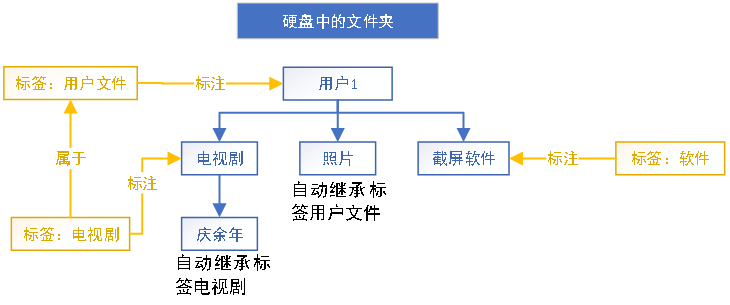 硬盘中的文件夹
标签：用户文件
标注
用户1
属于
标注
电视剧
照片
截屏软件
标注
标签：软件
自动继承标
签用户文件
标签：电视剧
庆余年
自动继承标
签电视剧